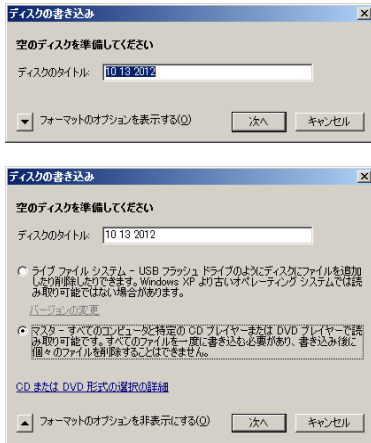 ディスクの書き込み
空のディスクを準備してください
ディスクのタイトル: 10 13 2012
フォーマットのオプションを表示する(O)
次へ
キャンセル
ディスクの書き込み
空のディスクを準備してください
ディスクのタイトル: 10 13 2012
ライブ ファイル システム - USB フラッシュ ドライブのようにディスクにファイルを追加
したり削除したりできます。Windows XP より古いオペレーティング システムでは読
み取り可能ではない場合があります。
バージョンの変更
マスタ - すべてのコンピュータと特定の CD プレイヤーまたは DVD プレイヤーで読
み取り可能です。すべてのファイルを一度に書き込む必要があり、書き込み後に
個々のファイルを削除することはできません。
CD または DVD 形式の選択の詳細
フォーマットのオプションを非表示にする(O)
次へ
キャンセル